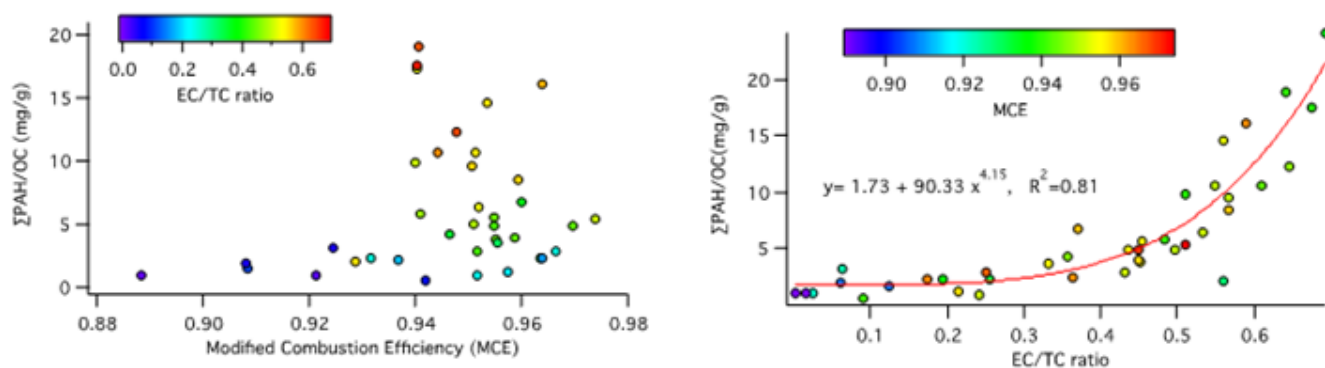 20
15
10
5
0
ΣPAH/OC (mg/g)
0.0 0.2 0.4 0.6
EC/TC ratio
0.88 0.90 0.92 0.94 0.96 0.98
Modified Combustion Efficiency (MCE)
20
15
10
5
ΣPAH/OC(mg/g)
0.90 0.92 0.94 0.96
MCE
y= 1.73 + 90.33 x^4.15, R^2=0.81
0.1 0.2 0.3 0.4 0.5 0.6
EC/TC ratio